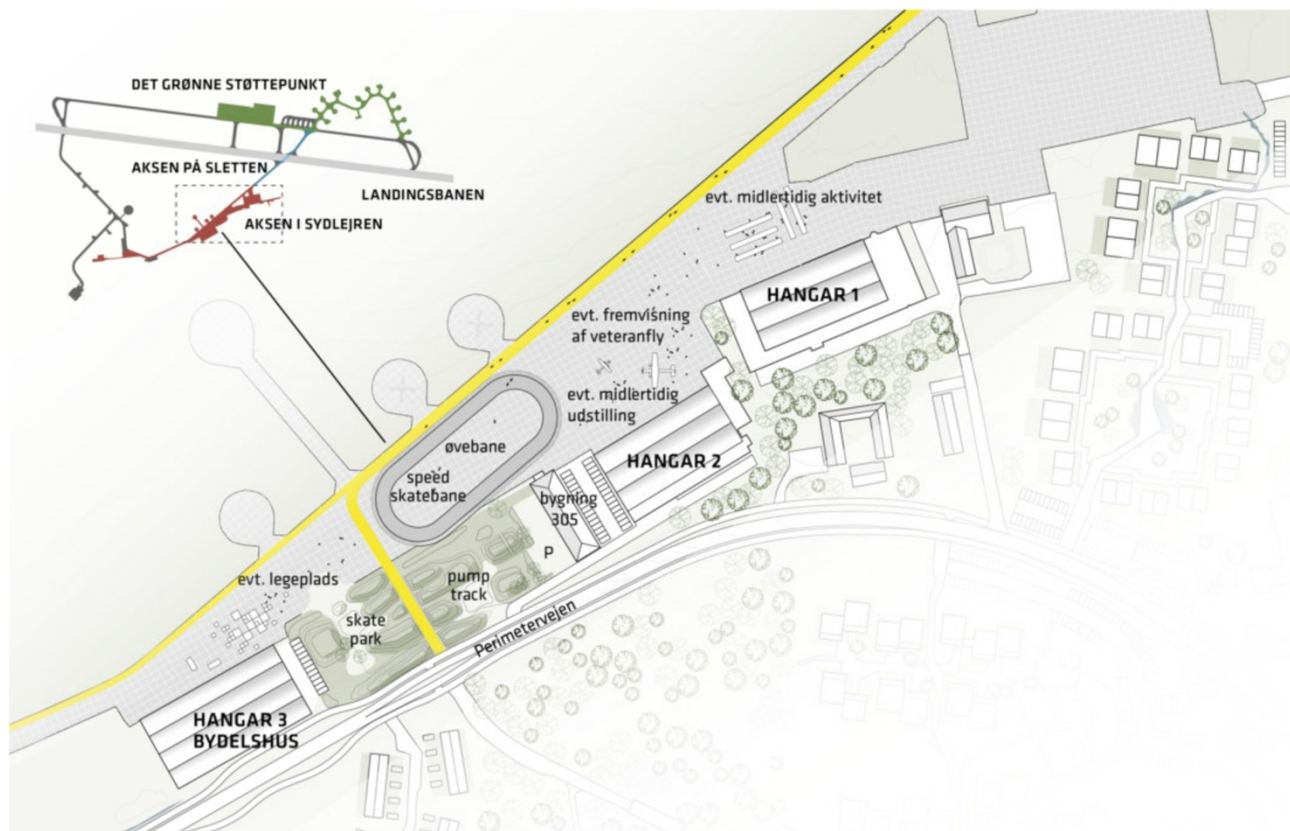 DET GRØNNE STØTTEPUNKT
AKSEN PÅ SLETTEN
LANDINGSBANEN
AKSEN I SYDLEJREN
evt. midlertidig aktivitet
HANGAR 1
evt. fremvisning
af veteranfly
evt. midlertidig
udstilling
øvebane
HANGAR 2
speed
skatebane
bygning
305
P
evt. legeplads
pump
track
skate
park
Perimetervejen
HANGAR 3
BYDELSHUS